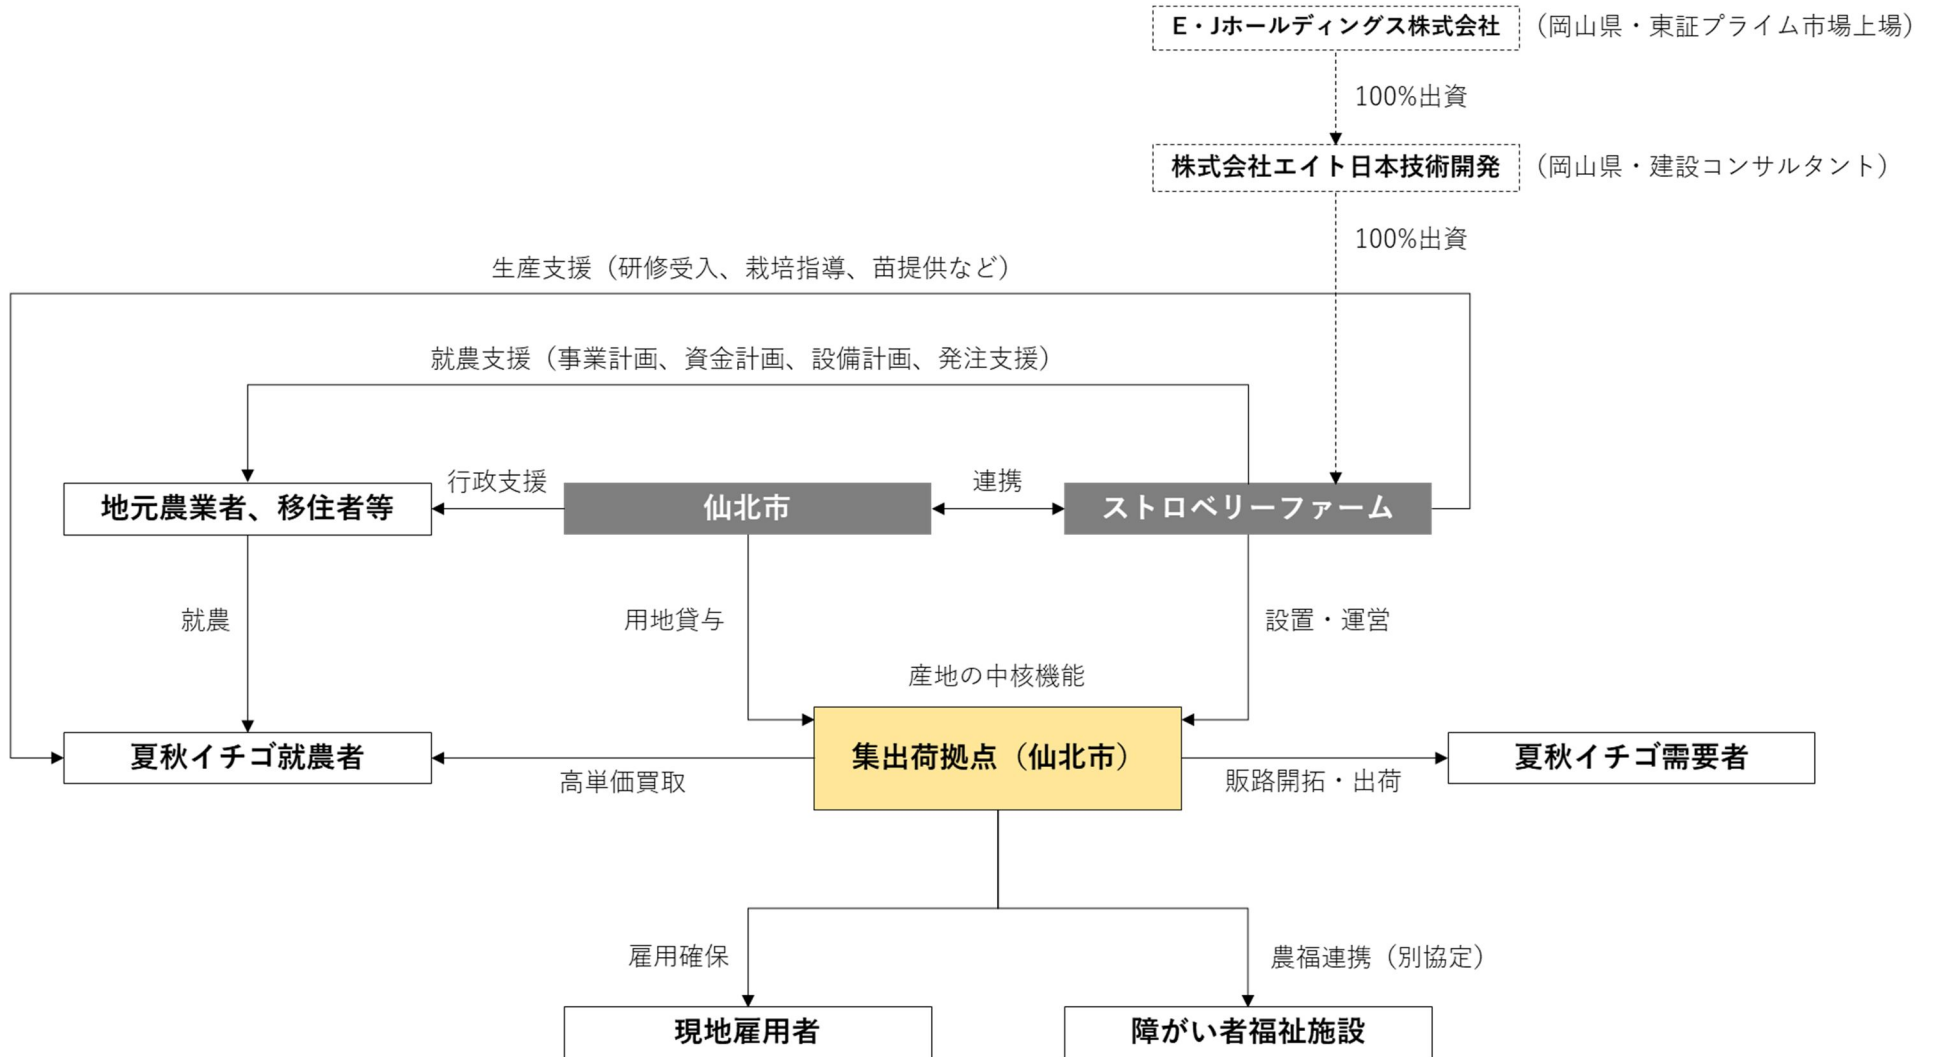 E・Jホールディングス株式会社
（岡山県・東証プライム市場上場）
100%出資
株式会社エイト日本技術開発
（岡山県・建設コンサルタント）
100%出資
生産支援（研修受入、栽培指導、苗提供など）
就農支援（事業計画、資金計画、設備計画、発注支援）
地元農業者、移住者等
行政支援
仙北市
連携
ストロベリーファーム
就農
用地貸与
設置・運営
産地の中核機能
夏秋イチゴ就農者
高単価買取
集出荷拠点（仙北市）
販路開拓・出荷
夏秋イチゴ需要者
雇用確保
農福連携（別協定）
現地雇用者
障がい者福祉施設